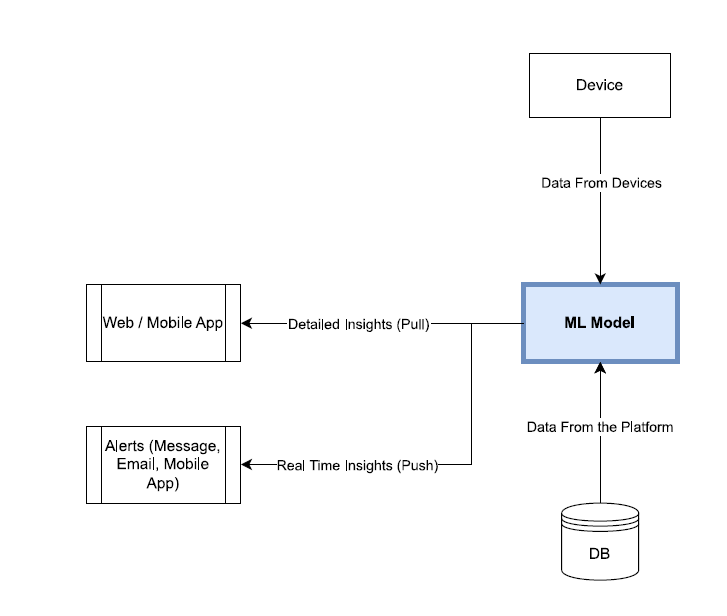 Device
Data From Devices
Web / Mobile App
Detailed Insights (Pull)
ML Model
Data From the Platform
Alerts (Message,
Email, Mobile
App)
Real Time Insights (Push)
DB